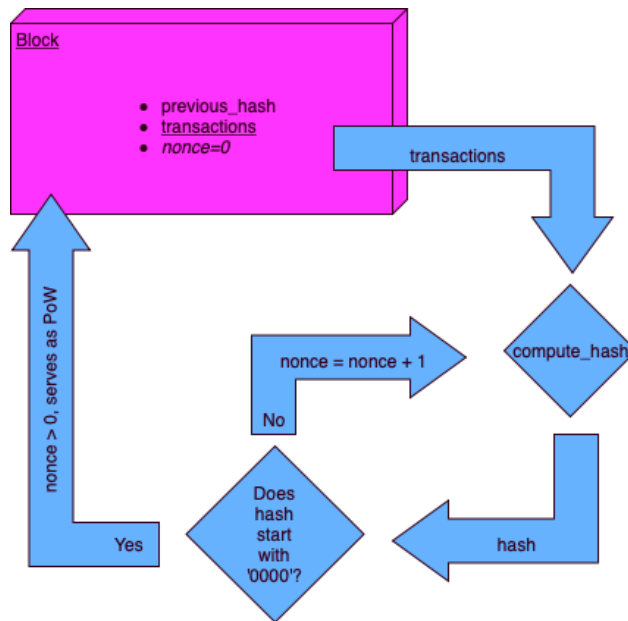 Block
● previous_hash
● transactions
● nonce=0
transactions
compute_hash
nonce = nonce + 1
No
nonce > 0, serves as PoW
Does
hash
start
with
'0000'?
Yes
hash